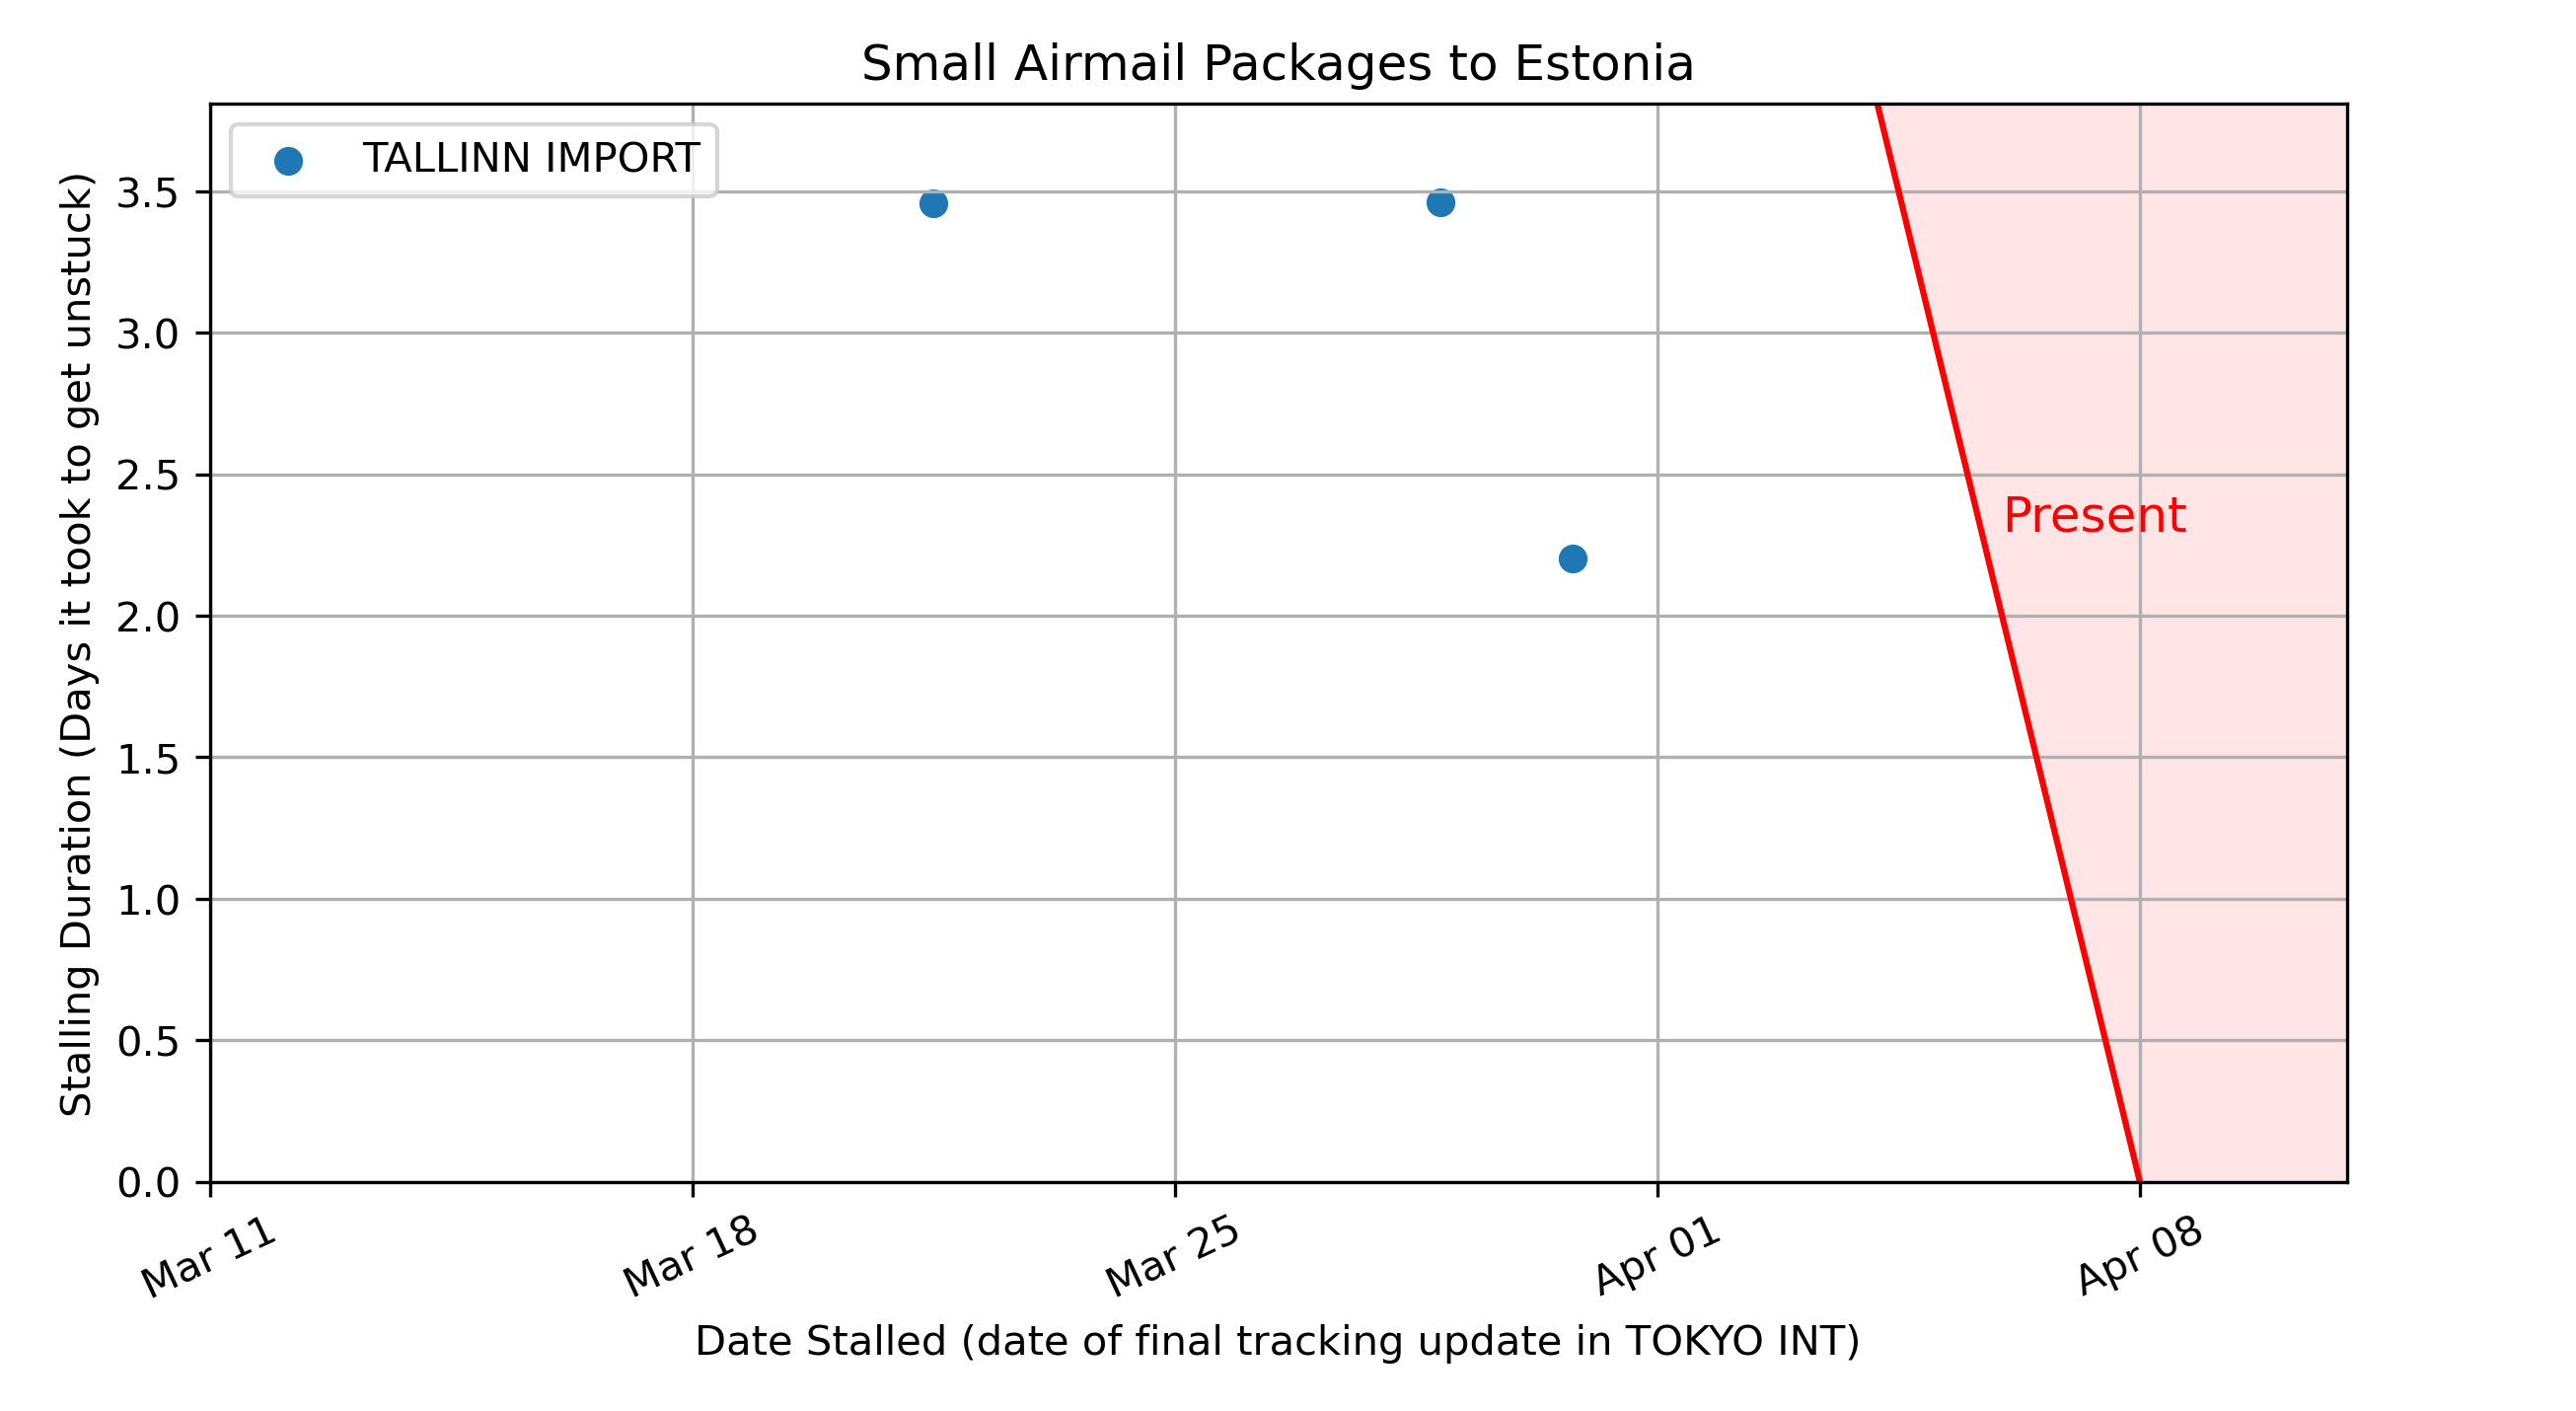 Small Airmail Packages to Estonia
TALLINN IMPORT
Stalling Duration (Days it took to get unstuck)
3.5
3.0
2.5
2.0
1.5
1.0
0.5
0.0
Present
Mar 11
Mar 18
Mar 25
Apr 01
Apr 08
Date Stalled (date of final tracking update in TOKYO INT)